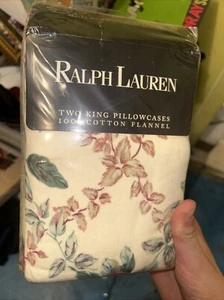 RALPH LAUREN
TWO KING PILLOWCASES
100% COTTON FLANNEL